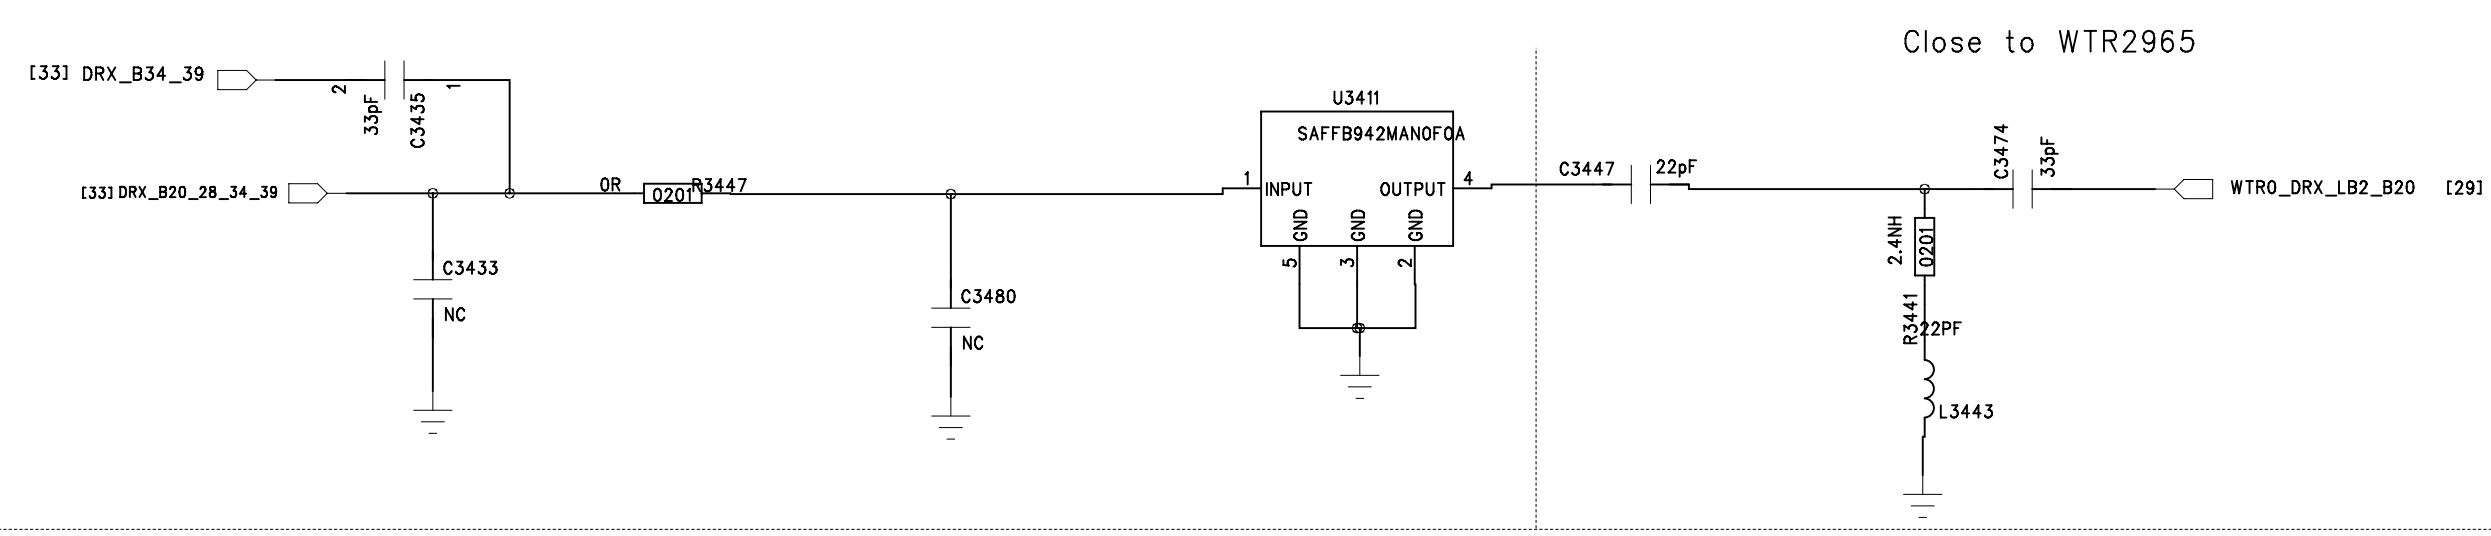 Close to WTR2965
[33] DRX_B34_39
2
33pF
C3435
1
[33] DRX_B20_28_34_39
0R
0201
R3447
C3433
NC
C3480
NC
U3411
SAFFB942MAN0F0A
1
INPUT
OUTPUT
4
GND
GND
GND
5
3
2
C3447
22pF
C3474
33pF
WTR0_DRX_LB2_B20 [29]
2.4NH
0201
R3441
22PF
L3443